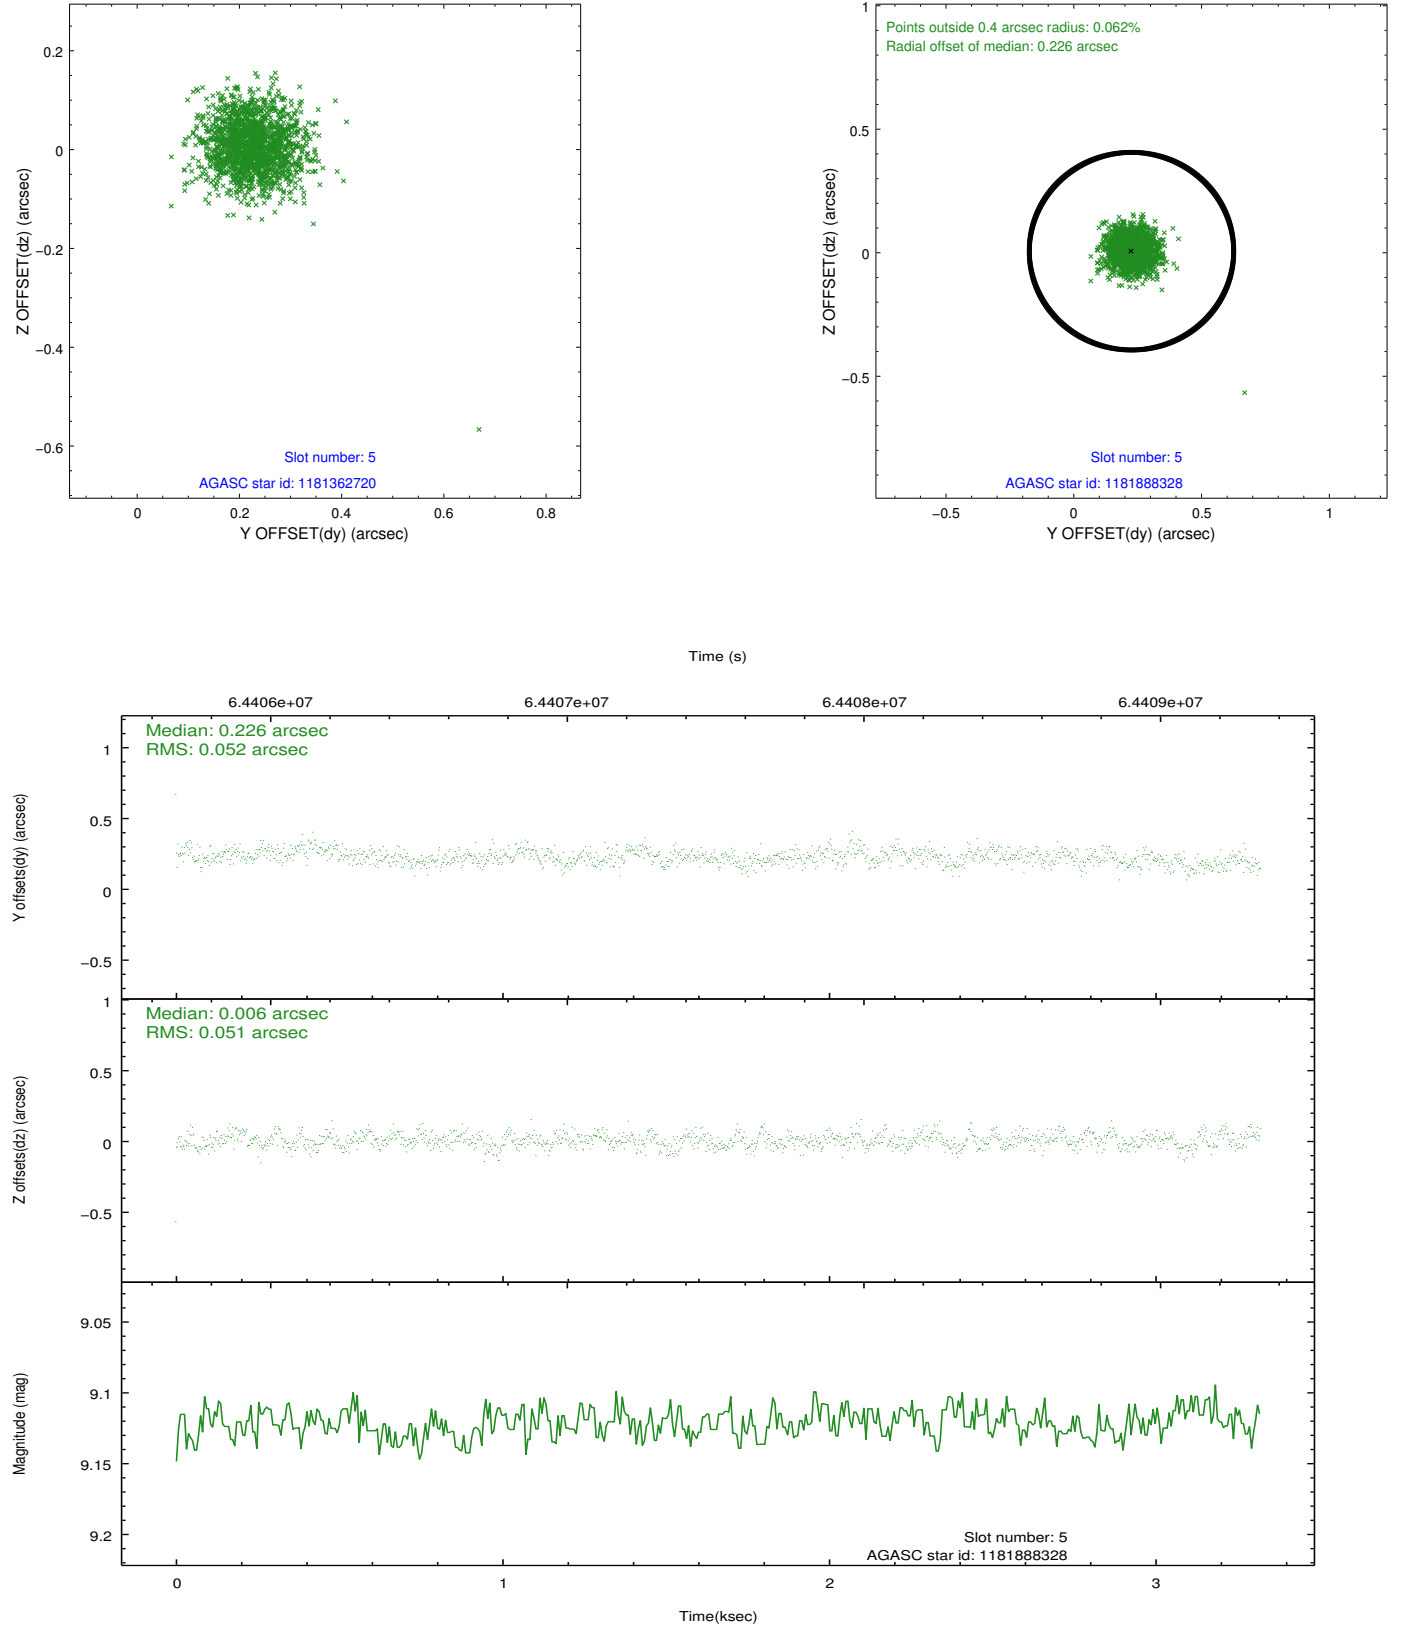 0.2
0
−0.2
−0.4
−0.6
Z OFFSET(dz) (arcsec)
Slot number: 5
AGASC star id: 1181362720
0 0.2 0.4 0.6 0.8
Y OFFSET(dy) (arcsec)
Points outside 0.4 arcsec radius: 0.062%
Radial offset of median: 0.226 arcsec
1
0.5
0
−0.5
Z OFFSET(dz) (arcsec)
Slot number: 5
AGASC star id: 1181888328
−0.5 0 0.5 1
Y OFFSET(dy) (arcsec)
Time (s)
6.4406e+07 6.4407e+07 6.4408e+07 6.4409e+07
Median: 0.226 arcsec
RMS: 0.052 arcsec
1
0.5
0
−0.5
Y offsets(dy) (arcsec)
Median: 0.006 arcsec
RMS: 0.051 arcsec
1
0.5
0
−0.5
Z offsets(dz) (arcsec)
9.05
9.1
9.15
9.2
Magnitude (mag)
Slot number: 5
AGASC star id: 1181888328
0 1 2 3
Time(ksec)